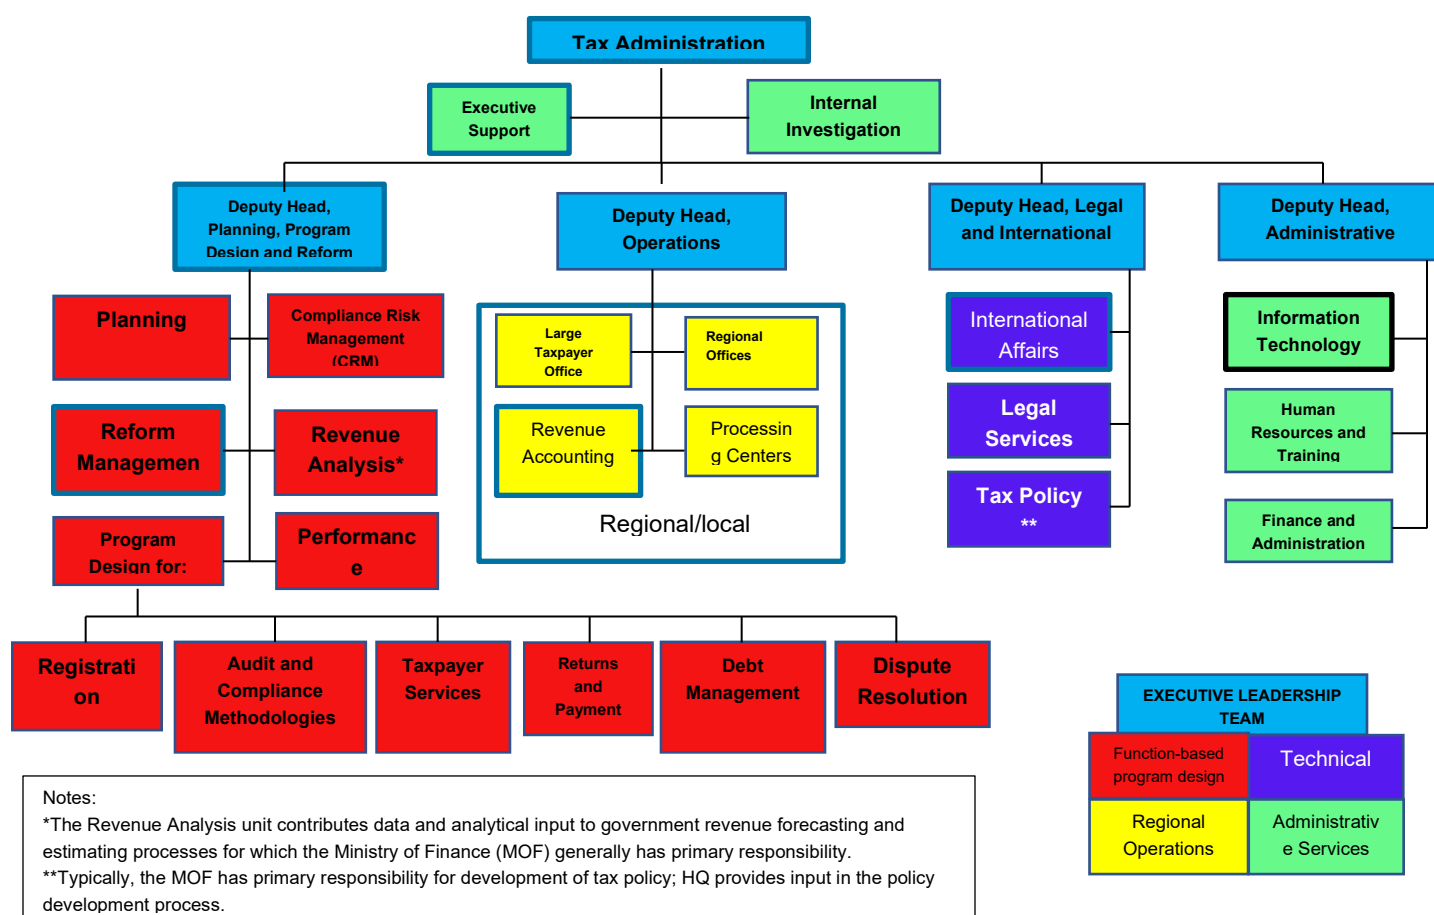 Tax Administration
Executive
Support
Internal
Investigation
Deputy Head,
Planning, Program
Design and Reform
Deputy Head,
Operations
Deputy Head, Legal
and International
Deputy Head,
Administrative
Planning
Compliance Risk
Management
(CRM)
Large
Taxpayer
Office
Regional
Offices
International
Affairs
Information
Technology
Reform
Managemen
Revenue
Analysis*
Revenue
Accounting
Processin
g Centers
Legal
Services
Human
Resources and
Training
Program
Design for:
Performanc
e
Regional/local
Tax Policy
**
Finance and
Administration
Registrati
on
Audit and
Compliance
Methodologies
Taxpayer
Services
Returns
and
Payment
Debt
Management
Dispute
Resolution
EXECUTIVE LEADERSHIP
TEAM
Function-based
program design
Technical
Regional
Operations
Administrativ
e Services
Notes:
*The Revenue Analysis unit contributes data and analytical input to government revenue forecasting and
estimating processes for which the Ministry of Finance (MOF) generally has primary responsibility.
**Typically, the MOF has primary responsibility for development of tax policy; HQ provides input in the policy
development process.